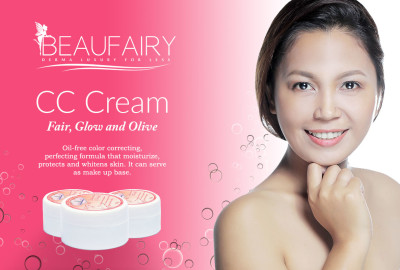 BEAUFAIRY
DERMA LUXURY FOR LESS
CC Cream
Fair, Glow and Olive
Oil-free color correcting,
perfecting formula that moisturize,
protects and whitens skin. It can serve
as make up base.